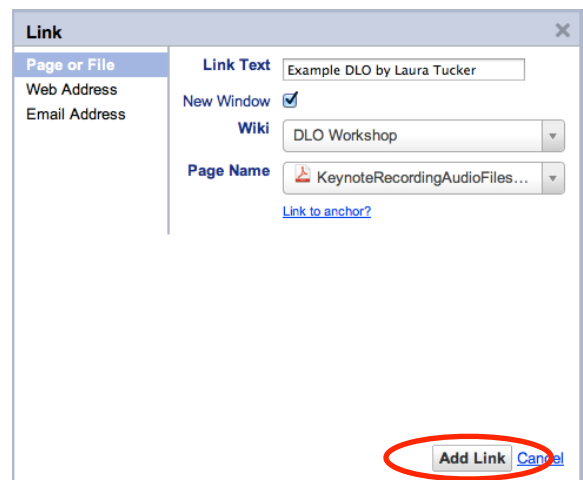 Link
Page or File
Web Address
Email Address
Link Text Example DLO by Laura Tucker
New Window
Wiki DLO Workshop
Page Name KeynoteRecordingAudioFiles...
Link to anchor?
Add Link Cancel